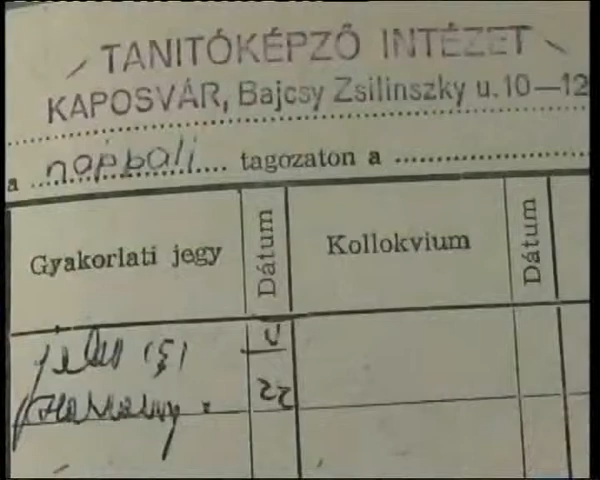 TANITÓKÉPZŐ INTÉZET
KAPOSVÁR, Bajcsy Zsilinszky u. 10—12
a nappali tagozaton a
Gyakorlati jegy Dátum Kollokvium Dátum
jeles (5) V
22